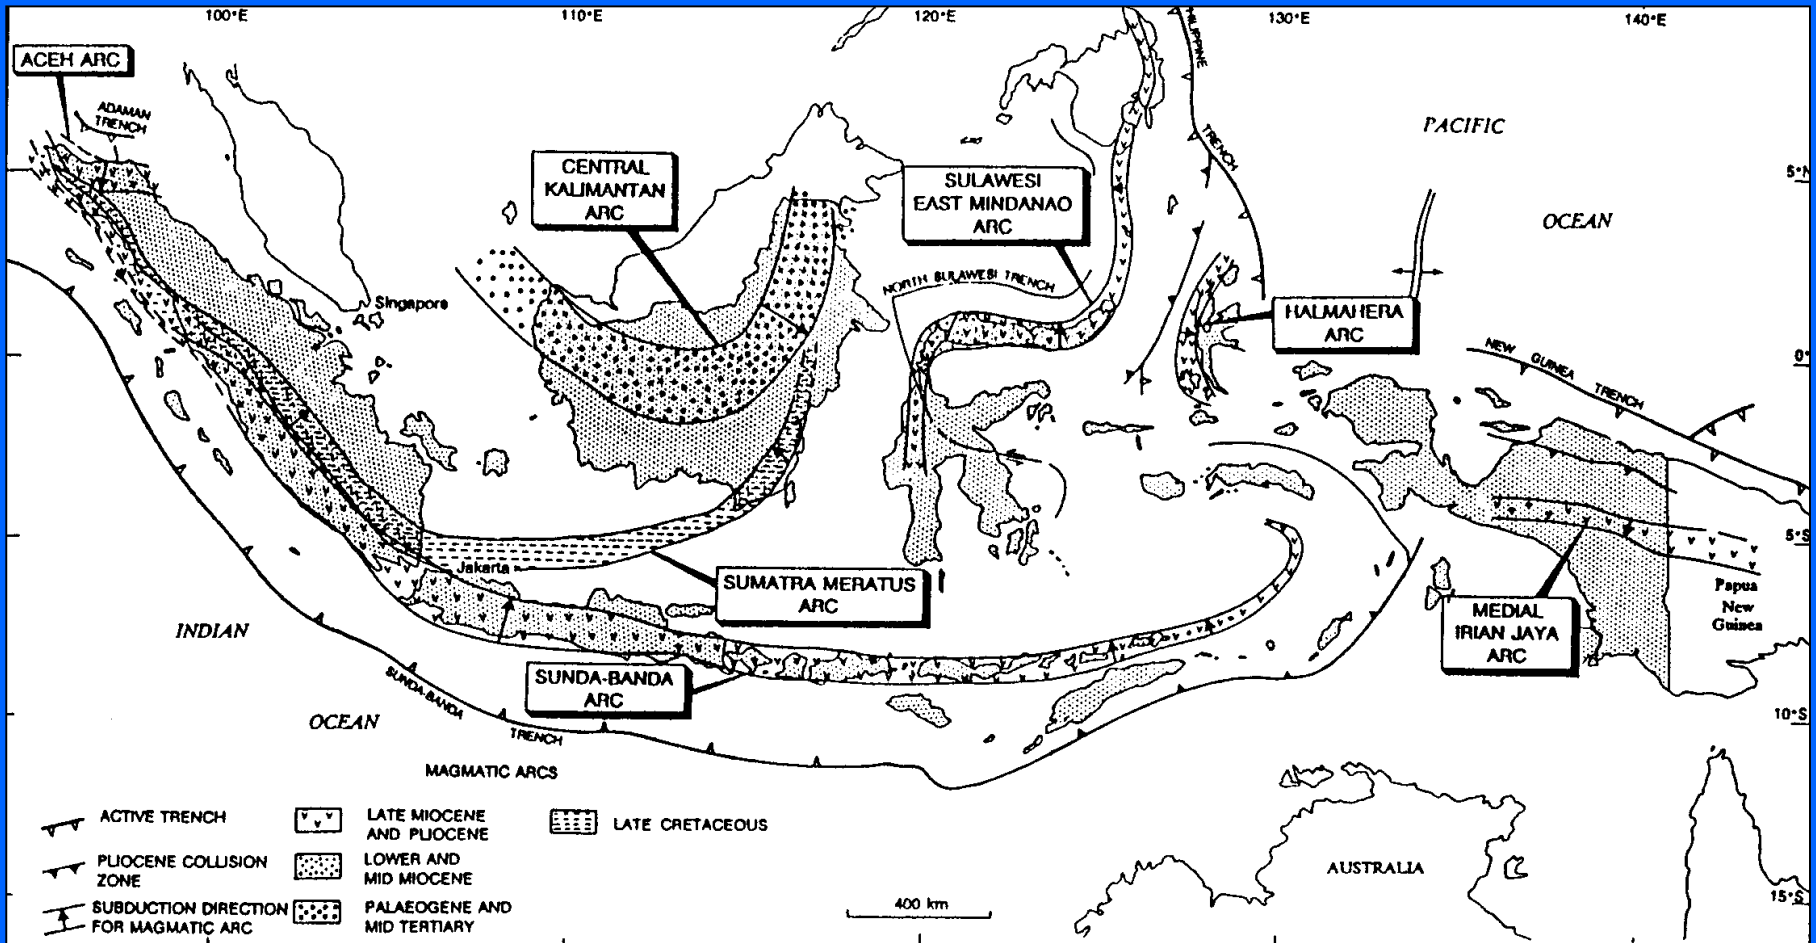 100°E
110°E
120°E
130°E
140°E
ACEH ARC
ADAMAN
TRENCH
CENTRAL
KALIMANTAN
ARC
SULAWESI
EAST MINDANAO
ARC
TRENCH
PACIFIC
OCEAN
NORTH SULAWESI TRENCH
Singapore
HALMAHERA
ARC
0°
NEW GUINEA
TRENCH
5°S
Jakarta
SUMATRA MERATUS
ARC
SUNDA-BANDA
ARC
MEDIAL
IRIAN JAYA
ARC
Papua
New
Guinea
INDIAN
OCEAN
SUNDA-BANDA
TRENCH
10°S
MAGMATIC ARCS
ACTIVE TRENCH
PLIOCENE COLLISION
ZONE
SUBDUCTION DIRECTION
FOR MAGMATIC ARC
LATE MIOCENE
AND PLIOCENE
LOWER AND
MID MIOCENE
PALAEOGENE AND
MID TERTIARY
LATE CRETACEOUS
400 km
AUSTRALIA
15°S